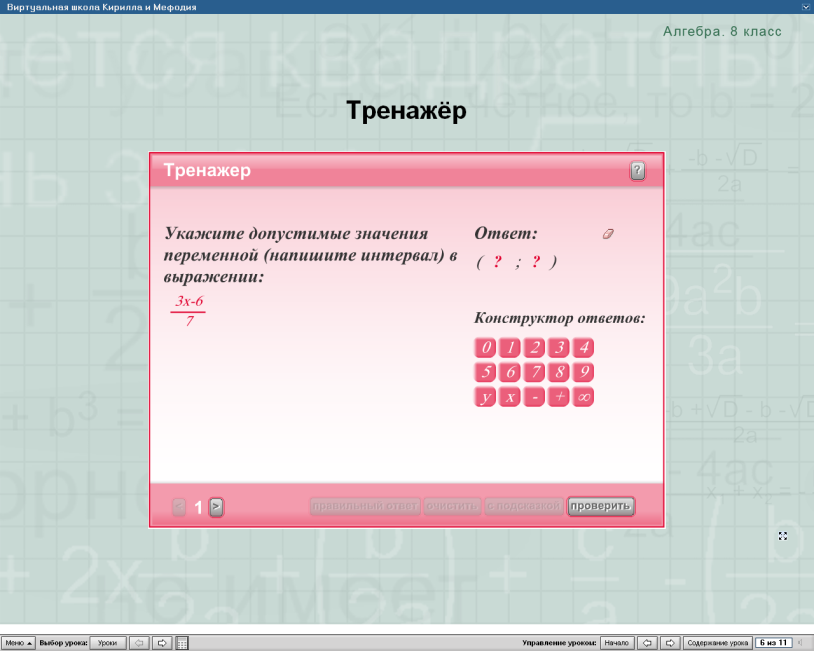 Виртуальная школа Кирилла и Мефодия
Алгебра. 8 класс
Тренажёр
Тренажер
?
Укажите допустимые значения
переменной (напишите интервал) в
выражении:
3x-6
7
Ответ:
( ? ; ? )
Конструктор ответов:
0 1 2 3 4
5 6 7 8 9
y x - + ∞
< 1 >
правильный ответ очистить с подсказкой проверить
Меню Выбор урока: Уроки
Управление уроком: Начало Содержание урока 6 из 11